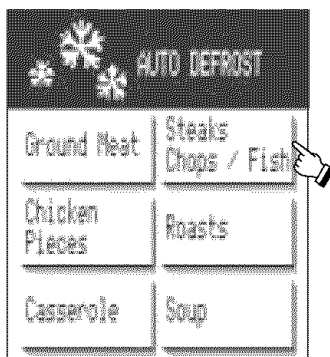 AUTO DEFROST
Ground Meat
Steaks
Chops / Fish
Chicken
Pieces
Roasts
Casserole
Soup